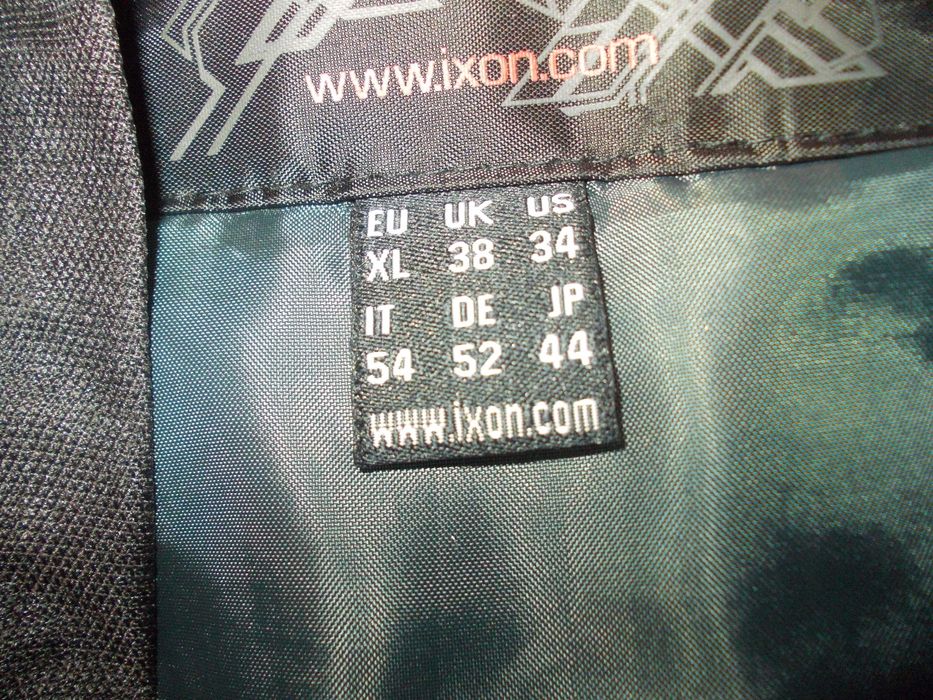 www.ixon.com
EU UK US
XL 38 34
IT DE JP
54 52 44
www.ixon.com